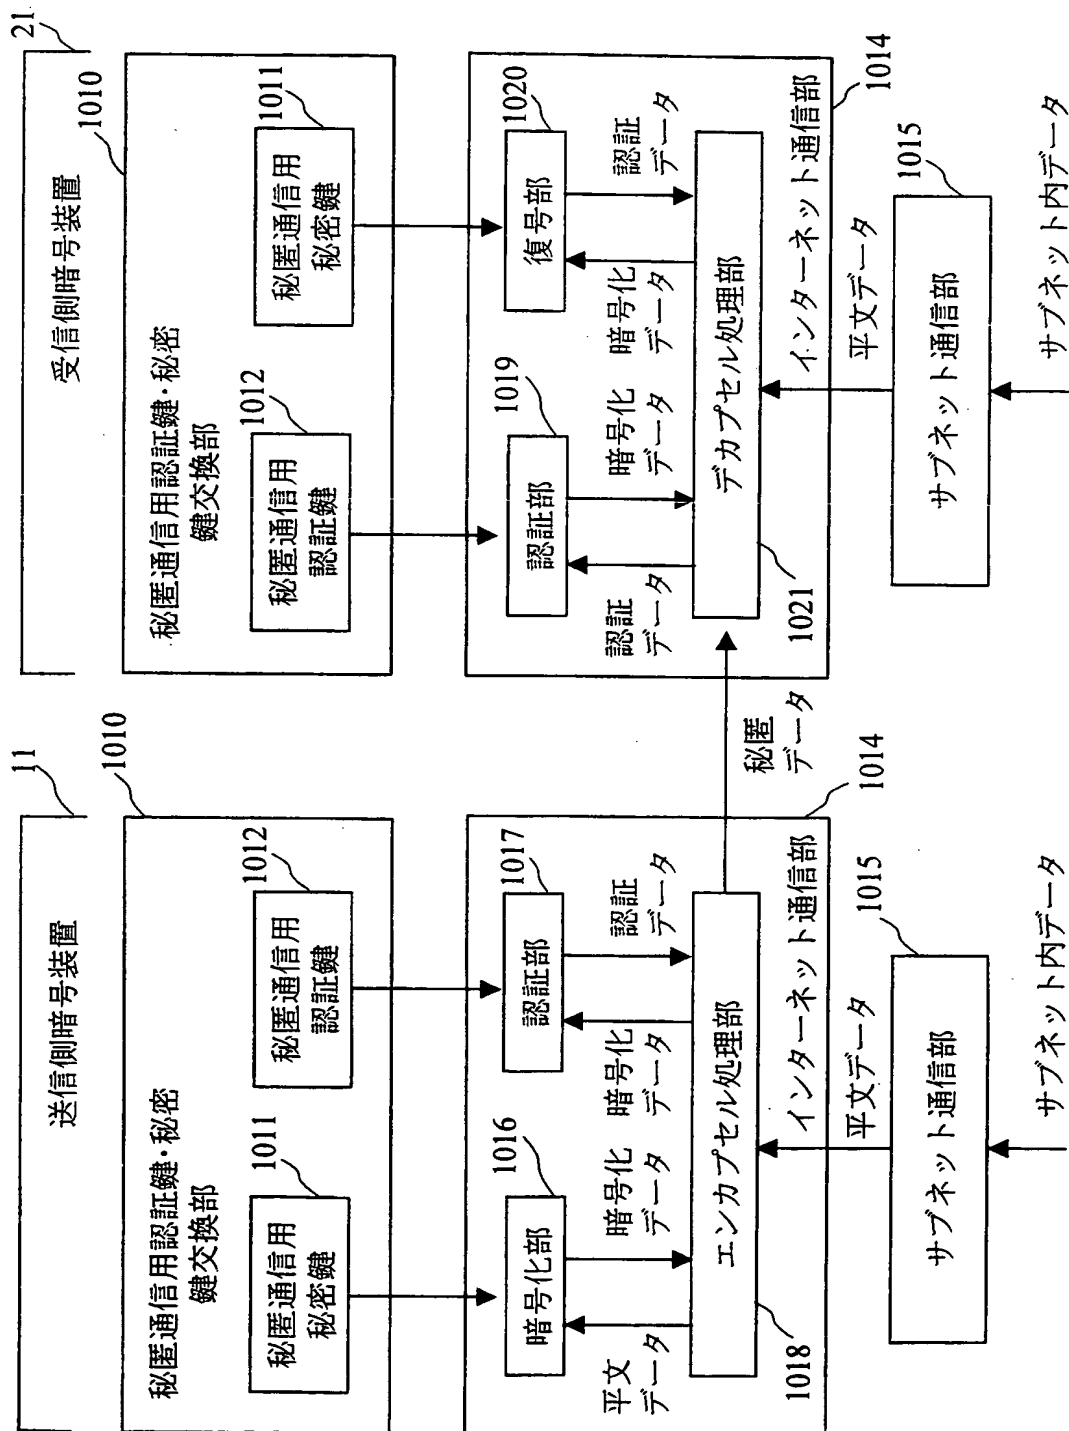 送信側暗号装置
11
1010
秘匿通信用認証鍵・秘密
鍵交換部
1011
秘匿通信用
秘密鍵
1012
秘匿通信用
認証鍵
1016
暗号化部
1017
認証部
平文
データ
暗号化
データ
暗号化
データ
認証
データ
エンカプセル処理部
1018
インターネット通信部
1014
平文データ
1015
サブネット通信部
サブネット内データ
秘匿
データ
受信側暗号装置
21
1010
秘匿通信用認証鍵・秘密
鍵交換部
1012
秘匿通信用
認証鍵
1011
秘匿通信用
秘密鍵
1019
認証部
1020
復号部
認証
データ
暗号化
データ
暗号化
データ
認証
データ
デカプセル処理部
1021
インターネット通信部
1014
平文データ
1015
サブネット通信部
サブネット内データ